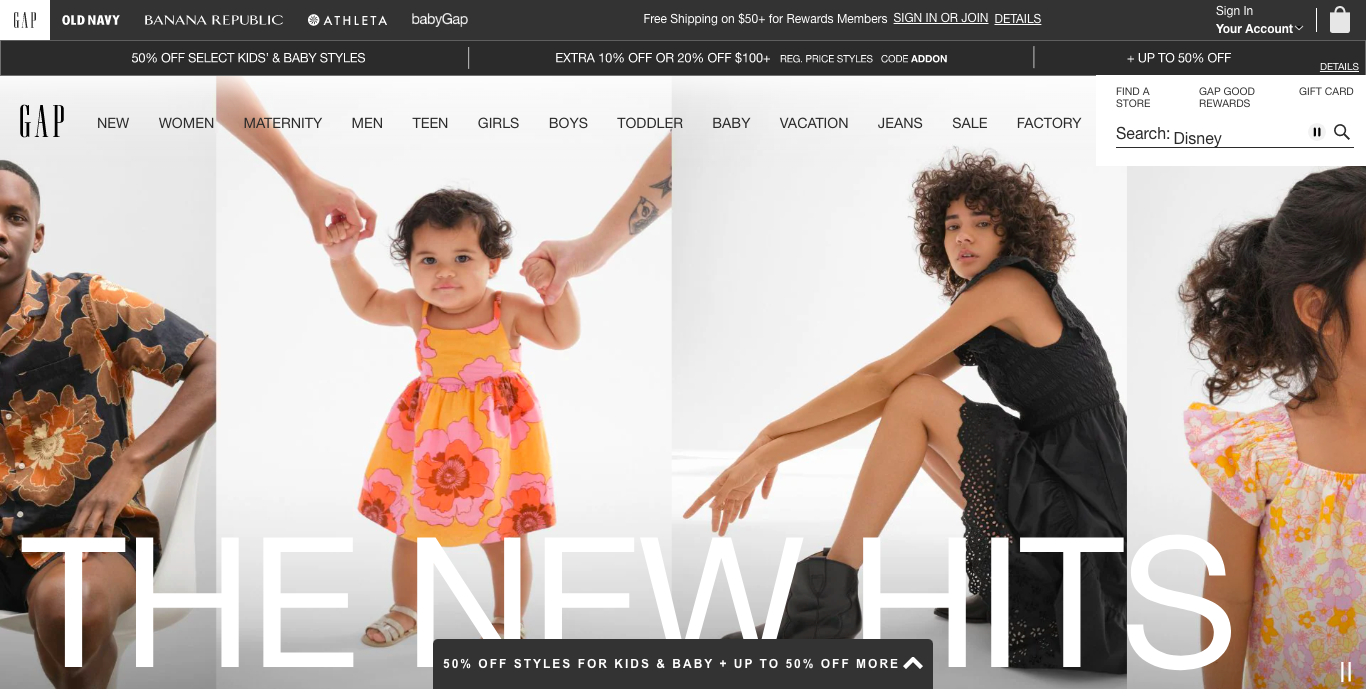 GAP
OLD NAVY
BANANA REPUBLIC
ATHLETA
babyGap
Free Shipping on $50+ for Rewards Members SIGN IN OR JOIN DETAILS
Sign In
Your Account
50% OFF SELECT KIDS' & BABY STYLES
EXTRA 10% OFF OR 20% OFF $100+ REG. PRICE STYLES CODE ADDON
+ UP TO 50% OFF
DETAILS
FIND A
STORE
GAP GOOD
REWARDS
GIFT CARD
GAP
NEW WOMEN MATERNITY MEN TEEN GIRLS BOYS TODDLER BABY VACATION JEANS SALE FACTORY
Search: Disney
THE NEW HITS
50% OFF STYLES FOR KIDS & BABY + UP TO 50% OFF MORE